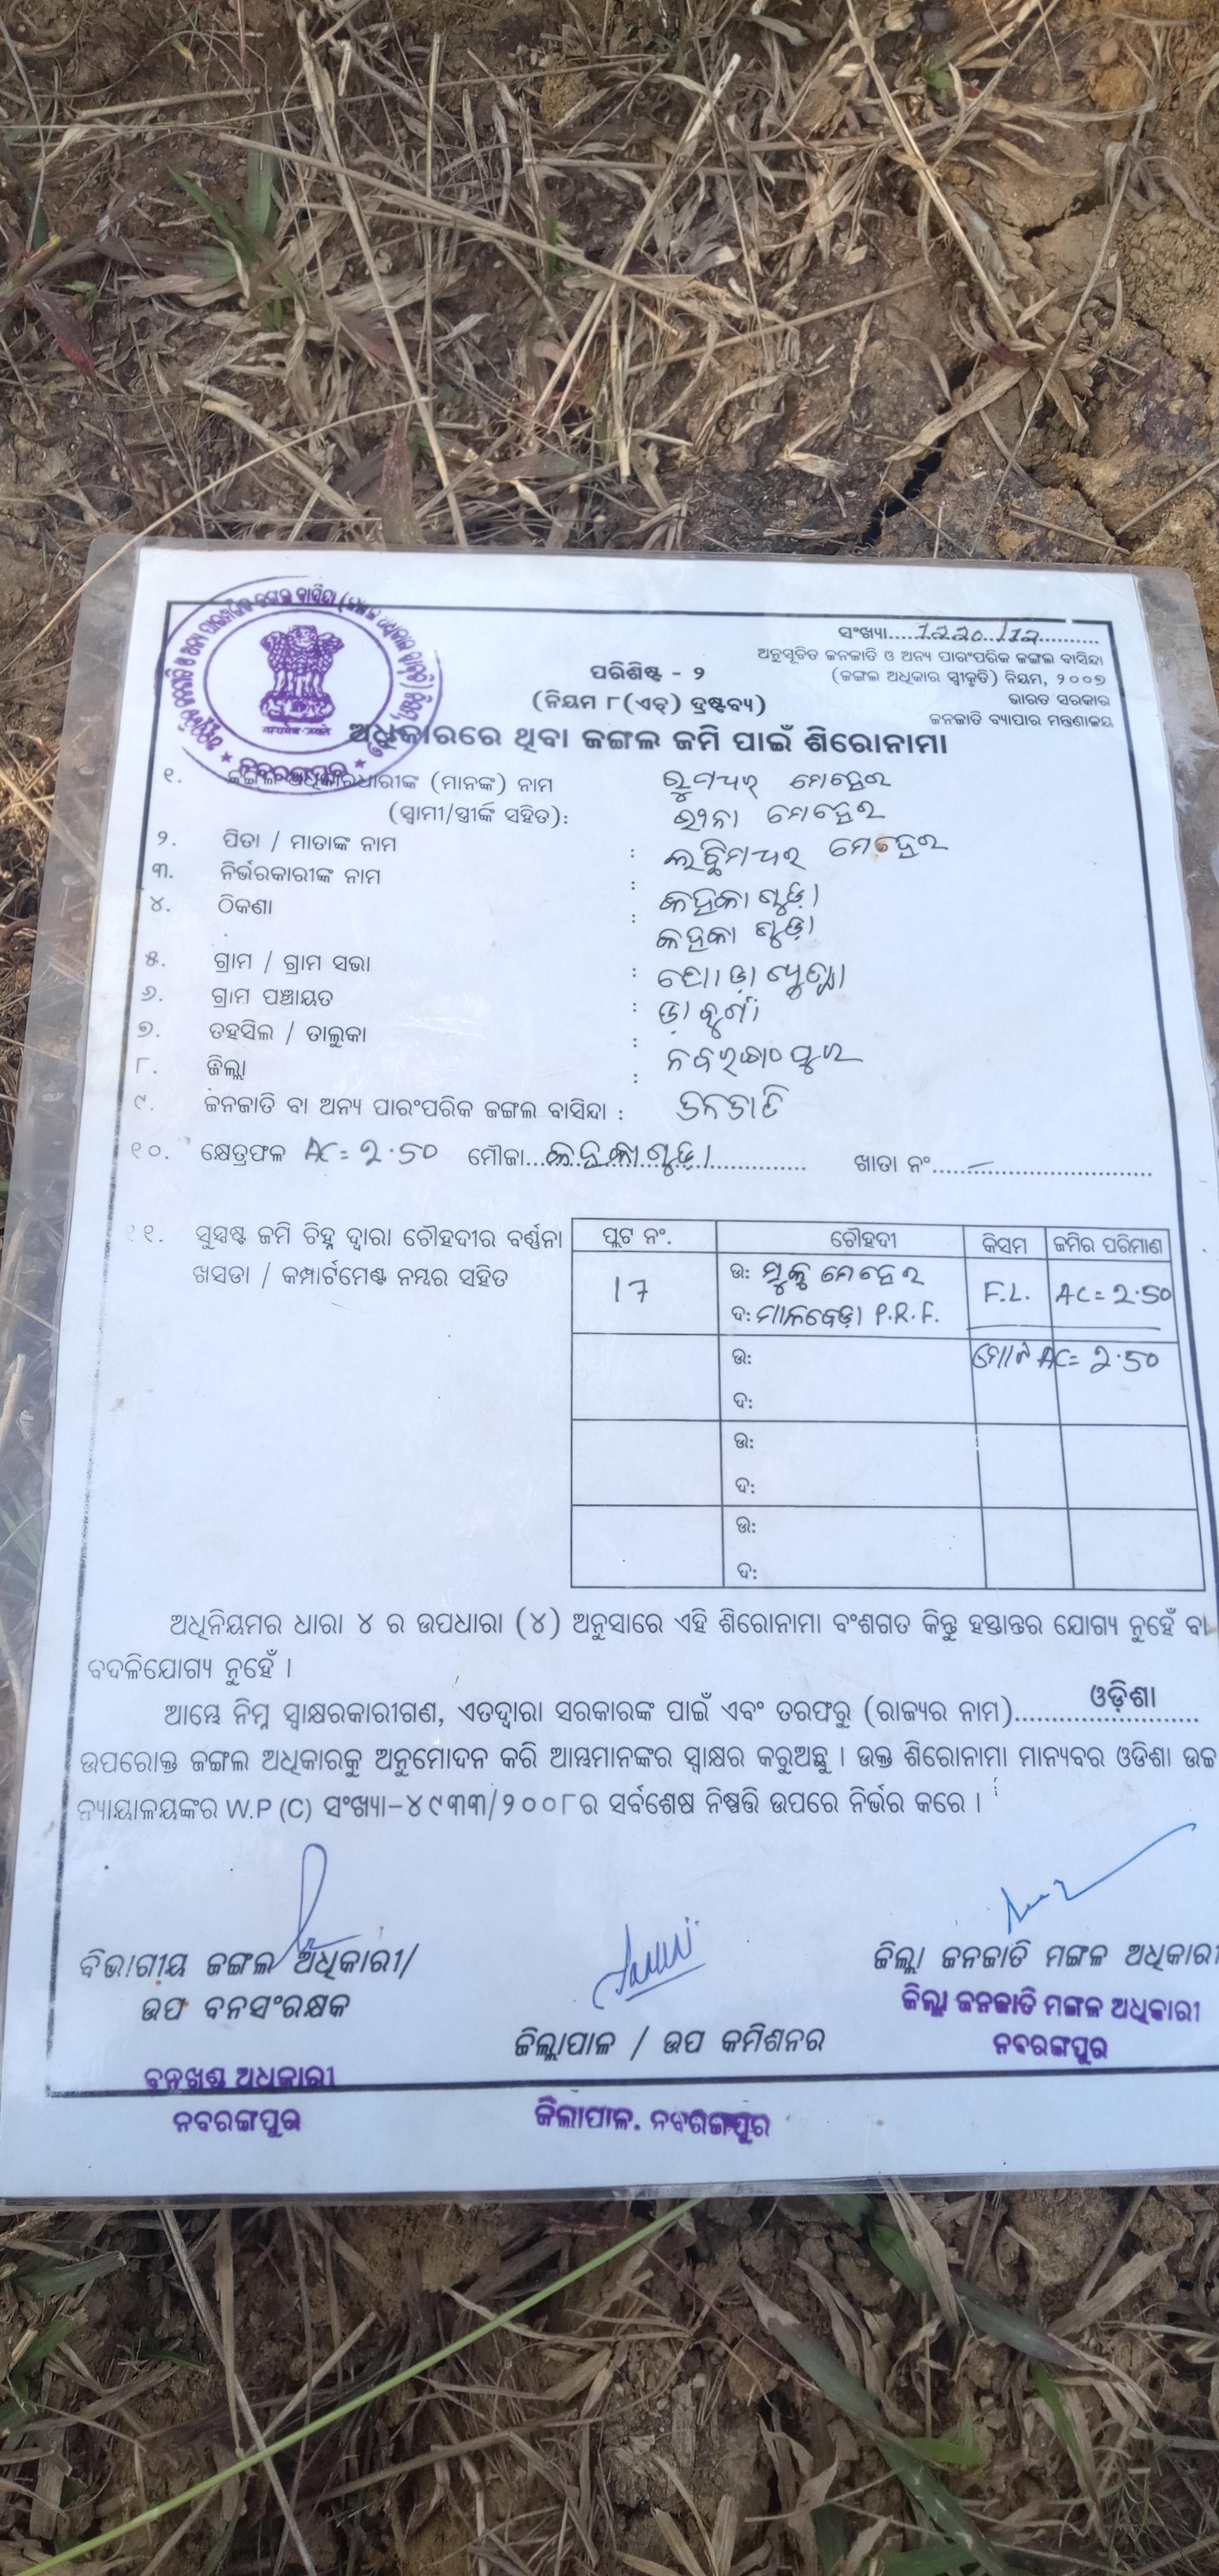 ସଂଖ୍ୟା....1220/12...........
ଅନୁସୂଚିତ ଜନଜାତି ଓ ଅନ୍ୟ ପାରଂପରିକ ଜଙ୍ଗଲ ବାସିନ୍ଦା
(ଜଙ୍ଗଲ ଅଧିକାର ସ୍ୱୀକୃତି) ନିୟମ, ୨୦୦୭
ଭାରତ ସରକାର
ଜନଜାତି ବ୍ୟାପାର ମନ୍ତ୍ରଣାଳୟ
ପରିଶିଷ୍ଟ - ୨
(ନିୟମ ୮(ଏଚ୍) ଦ୍ରଷ୍ଟବ୍ୟ)
ଅଧିକାରରେ ଥିବା ଜଙ୍ଗଲ ଜମି ପାଇଁ ଶିରୋନାମା
ନବରଙ୍ଗପୁର
୧. ଜଙ୍ଗଲ ଅଧିକାରଧାରୀଙ୍କ (ମାନଙ୍କ) ନାମ ମେହେର
(ସ୍ୱାମୀ/ସ୍ତ୍ରୀଙ୍କ ସହିତ): ମେହେର
୨. ପିତା / ମାତାଙ୍କ ନାମ : ମେହେର
୩. ନିର୍ଭରକାରୀଙ୍କ ନାମ :
୪. ଠିକଣା :
୫. ଗ୍ରାମ / ଗ୍ରାମ ସଭା :
୬. ଗ୍ରାମ ପଞ୍ଚାୟତ :
୭. ତହସିଲ / ତାଲୁକା :
୮. ଜିଲ୍ଲା : ନବରଙ୍ଗପୁର
୯. ଜନଜାତି ବା ଅନ୍ୟ ପାରଂପରିକ ଜଙ୍ଗଲ ବାସିନ୍ଦା : ଜନଜାତି
୧୦. କ୍ଷେତ୍ରଫଳ AC= 2.50 ମୌଜା.......... ଖାତା ନଂ....–..........
୧୧. ସୁସ୍ପଷ୍ଟ ଜମି ଚିହ୍ନ ଦ୍ୱାରା ଚୌହଦୀର ବର୍ଣ୍ଣନା
ଖସଡା / କମ୍ପାର୍ଟମେଣ୍ଟ ନମ୍ବର ସହିତ
ପ୍ଲଟ ନଂ. ଚୌହଦୀ କିସମ ଜମିର ପରିମାଣ
17 ଉ: ମେହେର F.L. AC= 2.50
ଦ: P.R.F.
ଉ: AC= 2.50
ଦ:
ଉ:
ଦ:
ଉ:
ଦ:
ଅଧିନିୟମର ଧାରା ୪ ର ଉପଧାରା (୪) ଅନୁସାରେ ଏହି ଶିରୋନାମା ବଂଶଗତ କିନ୍ତୁ ହସ୍ତାନ୍ତର ଯୋଗ୍ୟ ନୁହେଁ ବା
ବଦଳିଯୋଗ୍ୟ ନୁହେଁ ।
ଆମ୍ଭେ ନିମ୍ନ ସ୍ୱାକ୍ଷରକାରୀଗଣ, ଏତଦ୍ୱାରା ସରକାରଙ୍କ ପାଇଁ ଏବଂ ତରଫରୁ (ରାଜ୍ୟର ନାମ)....ଓଡ଼ିଶା....
ଉପରୋକ୍ତ ଜଙ୍ଗଲ ଅଧିକାରକୁ ଅନୁମୋଦନ କରି ଆମ୍ଭମାନଙ୍କର ସ୍ୱାକ୍ଷର କରୁଅଛୁ । ଉକ୍ତ ଶିରୋନାମା ମାନ୍ୟବର ଓଡିଶା ଉଚ୍ଚ
ନ୍ୟାୟାଳୟଙ୍କର W.P (C) ସଂଖ୍ୟା-୪୯୩୩/୨୦୦୮ର ସର୍ବଶେଷ ନିଷ୍ପତ୍ତି ଉପରେ ନିର୍ଭର କରେ ।
ବିଭାଗୀୟ ଜଙ୍ଗଲ ଅଧିକାରୀ/
ଉପ ବନସଂରକ୍ଷକ
ବନଖଣ୍ଡ ଅଧିକାରୀ
ନବରଙ୍ଗପୁର
ଜିଲ୍ଲାପାଳ / ଉପ କମିଶନର
ଜିଲାପାଳ, ନବରଙ୍ଗପୁର
ଜିଲ୍ଲା ଜନଜାତି ମଙ୍ଗଳ ଅଧିକାରୀ
ଜିଲ୍ଲା ଜନଜାତି ମଙ୍ଗଳ ଅଧିକାରୀ
ନବରଙ୍ଗପୁର